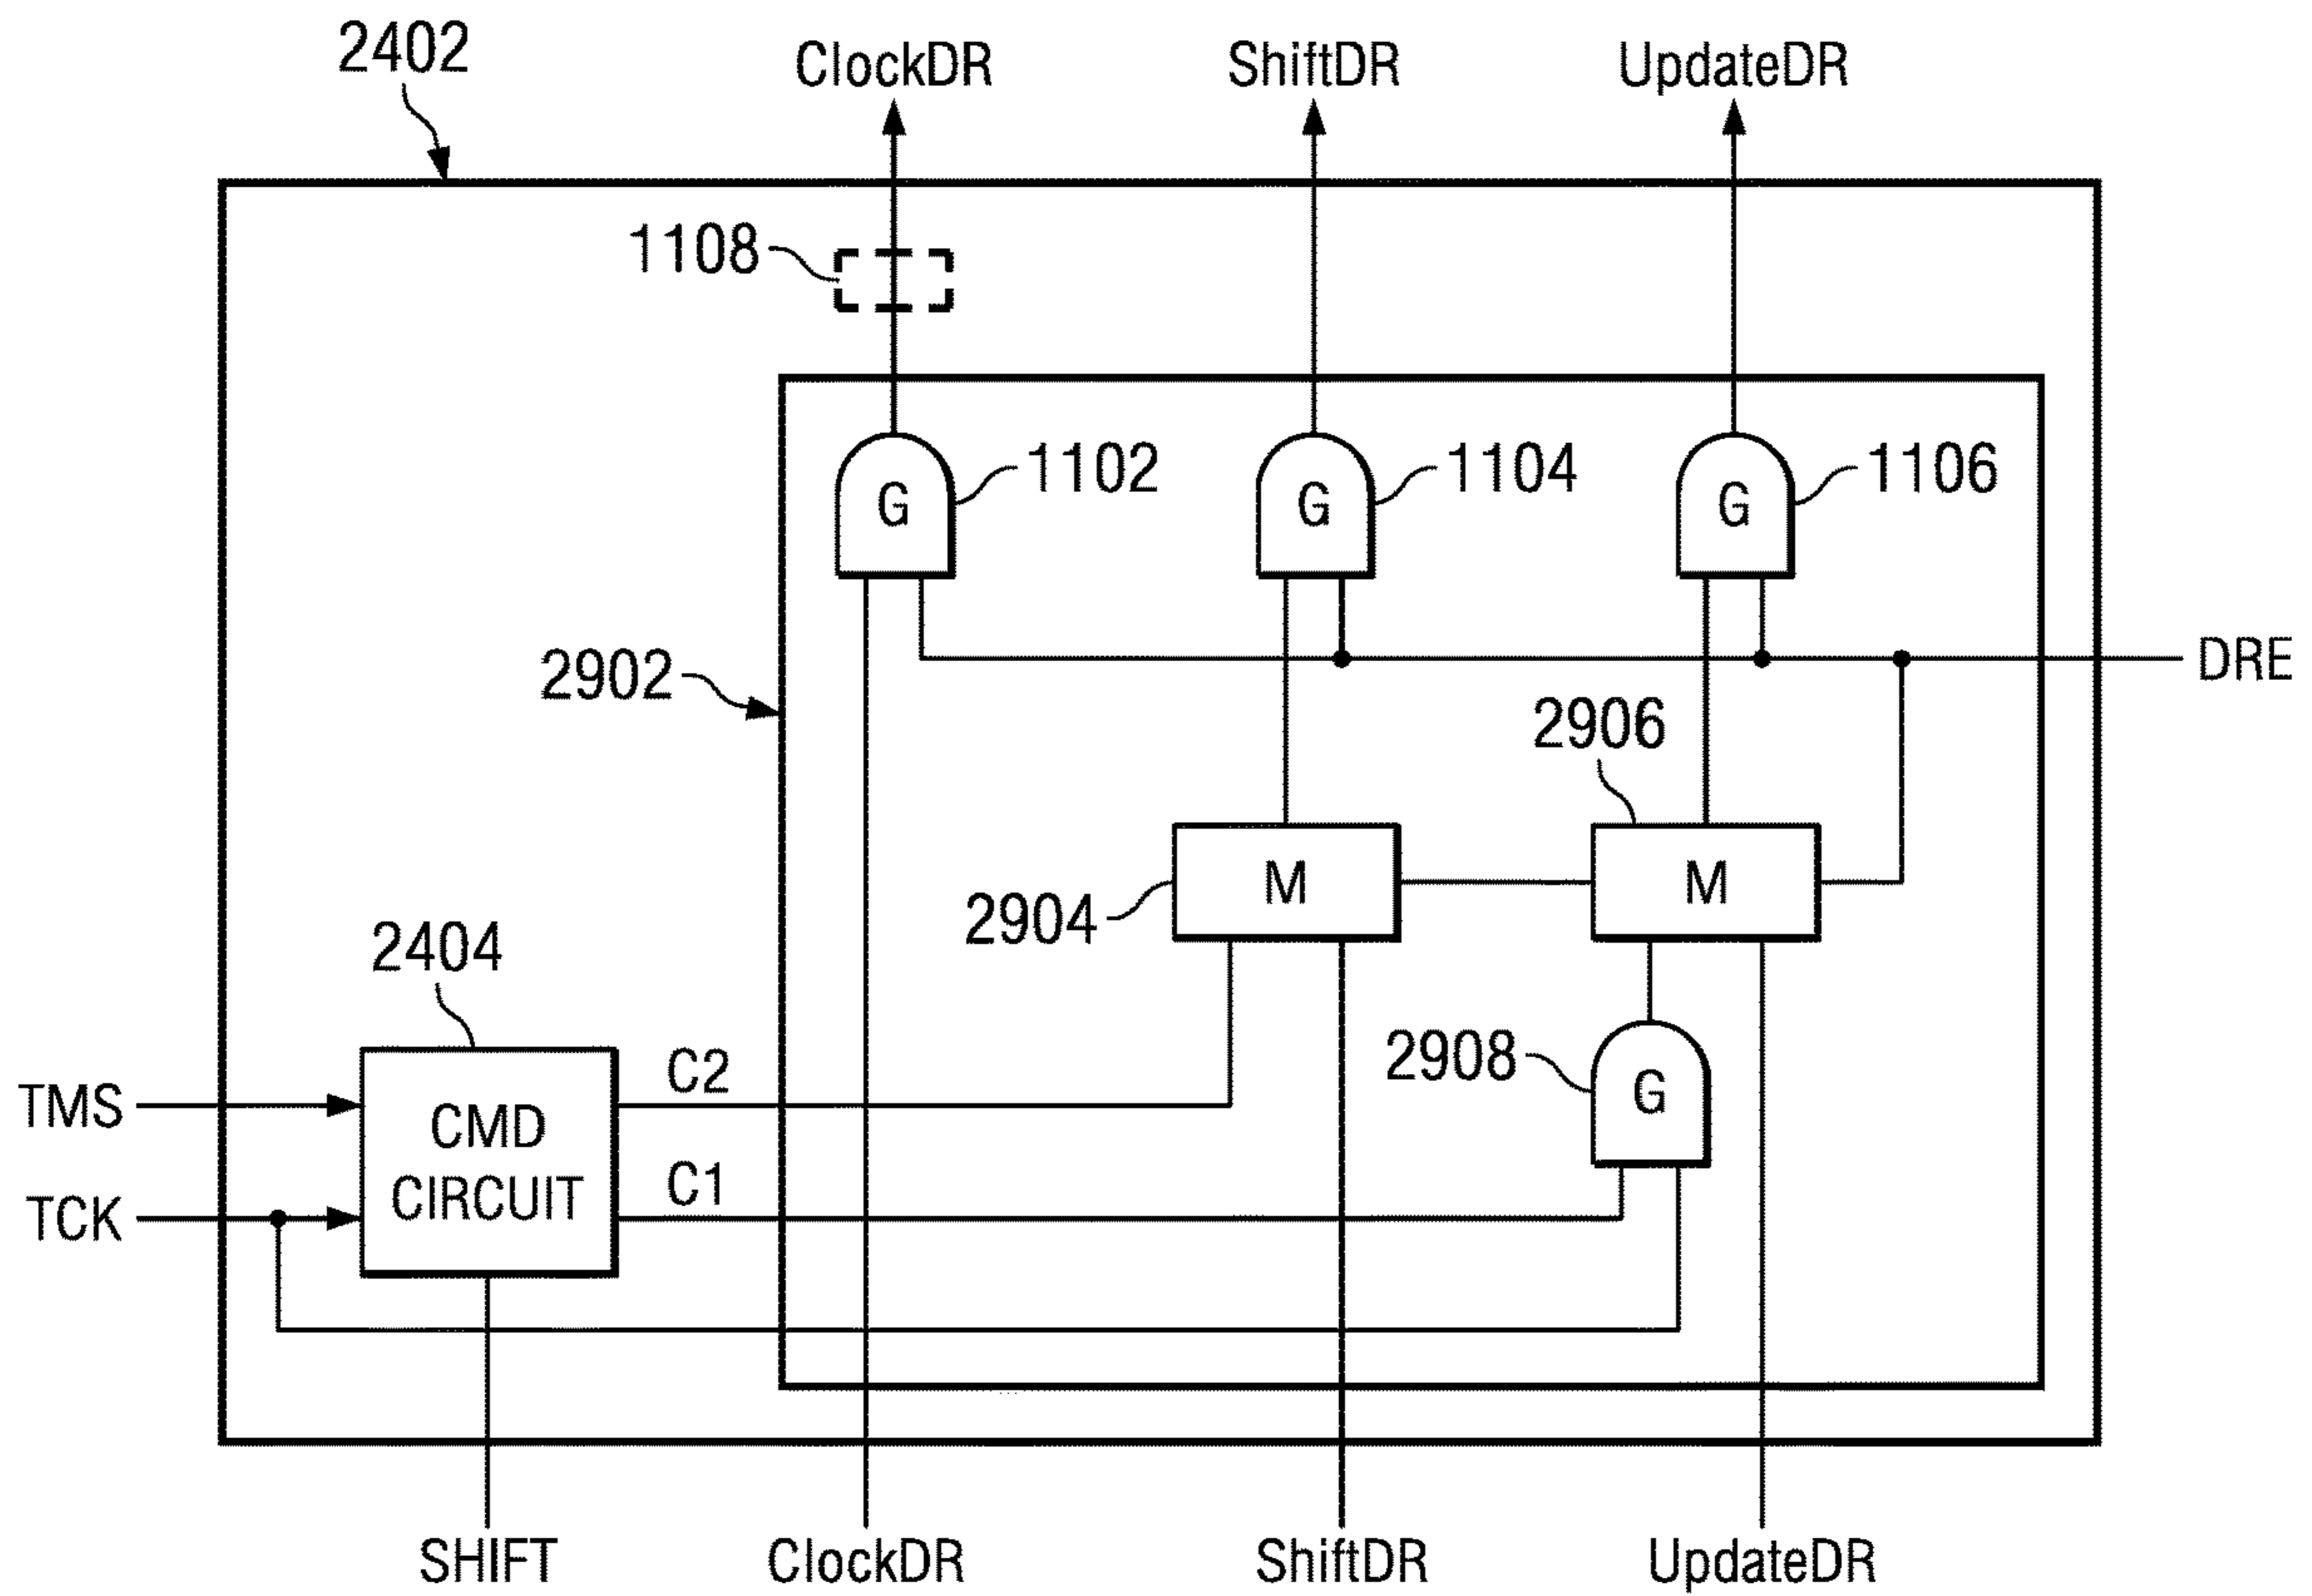 2402
ClockDR
ShiftDR
UpdateDR
1108
G
1102
G
1104
G
1106
2902
DRE
2906
2904
M
M
2404
2908
G
TMS
TCK
CMD
CIRCUIT
C2
C1
SHIFT
ClockDR
ShiftDR
UpdateDR